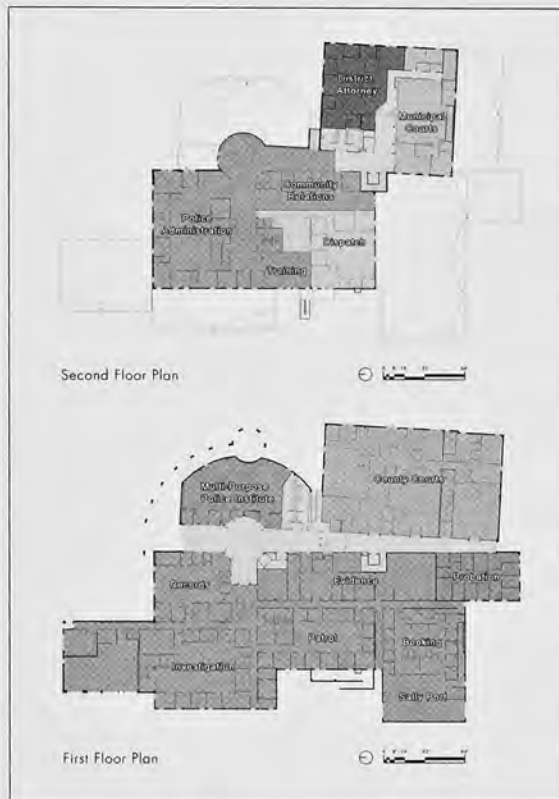 District
Attorney
Municipal
Courts
Community
Relations
Police
Administration
Dispatch
Training
Second Floor Plan
Multi-Purpose
Police Institute
County Courts
Records
Evidence
Probation
Patrol
Booking
Investigation
Sally Port
First Floor Plan